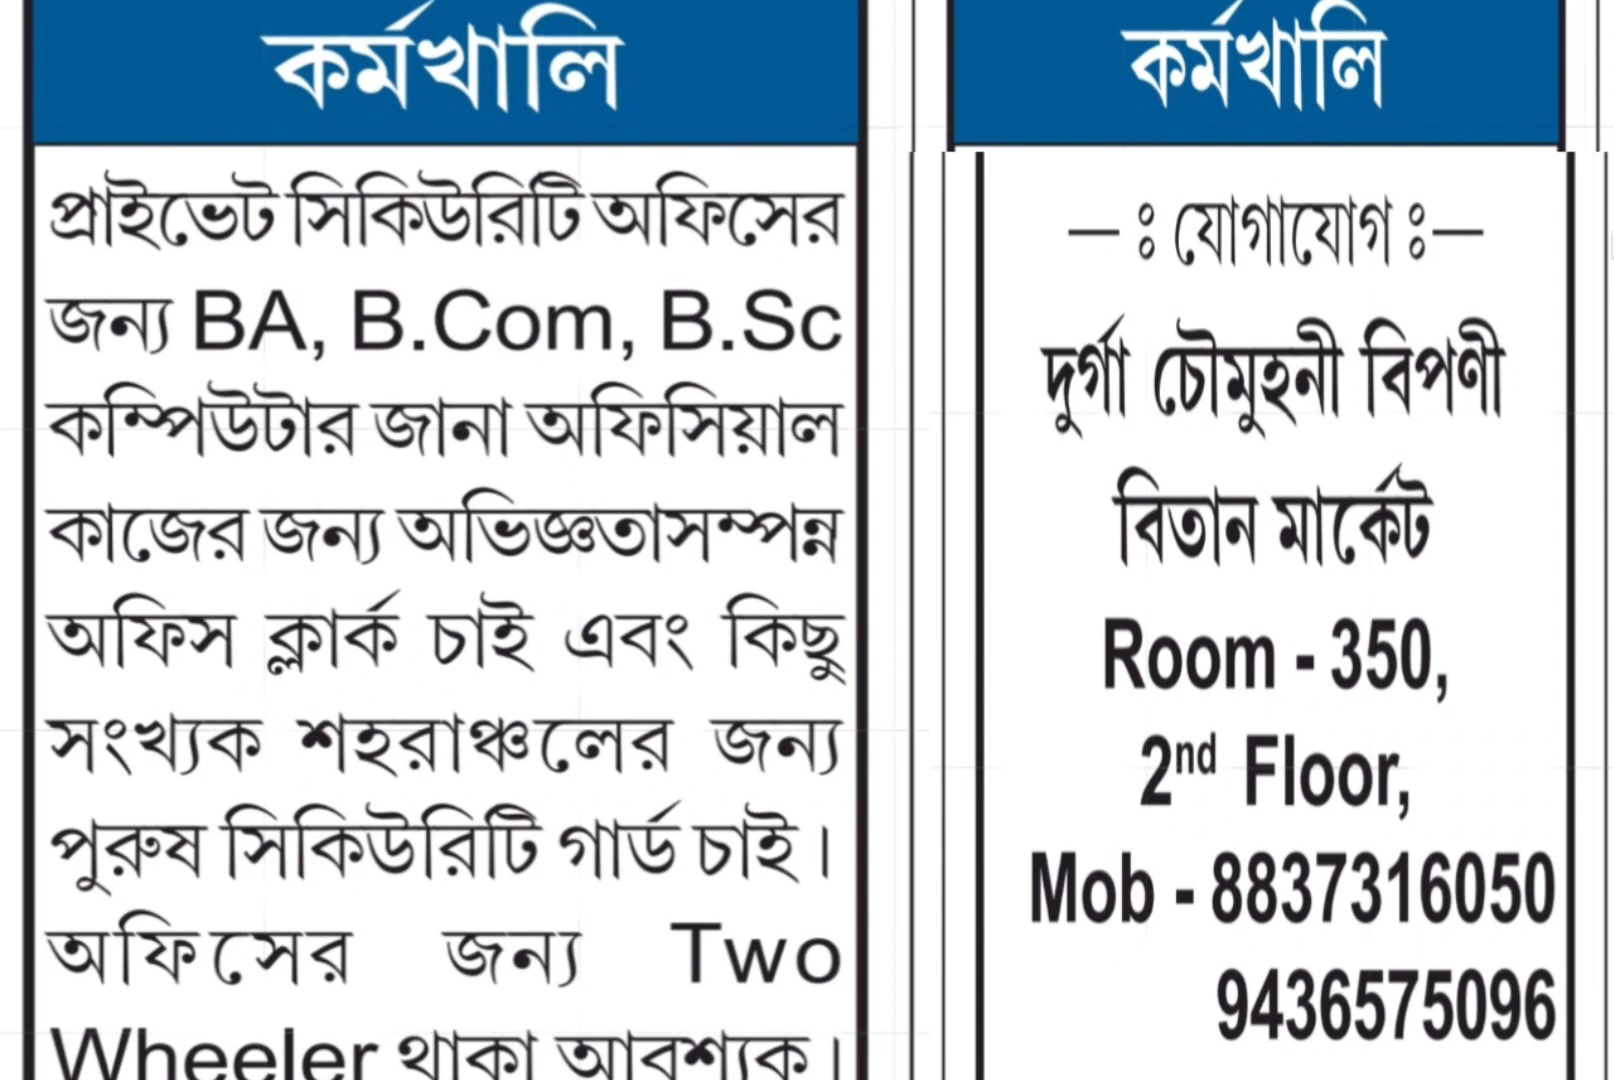 কর্মখালি
প্রাইভেট সিকিউরিটি অফিসের
জন্য BA, B.Com, B.Sc
কম্পিউটার জানা অফিসিয়াল
কাজের জন্য অভিজ্ঞতাসম্পন্ন
অফিস ক্লার্ক চাই এবং কিছু
সংখ্যক শহরাঞ্চলের জন্য
পুরুষ সিকিউরিটি গার্ড চাই।
অফিসের জন্য Two
Wheeler থাকা আবশ্যক।
কর্মখালি
— ঃ যোগাযোগ ঃ—
দুর্গা চৌমুহনী বিপণী
বিতান মার্কেট
Room - 350,
2nd Floor,
Mob - 8837316050
9436575096